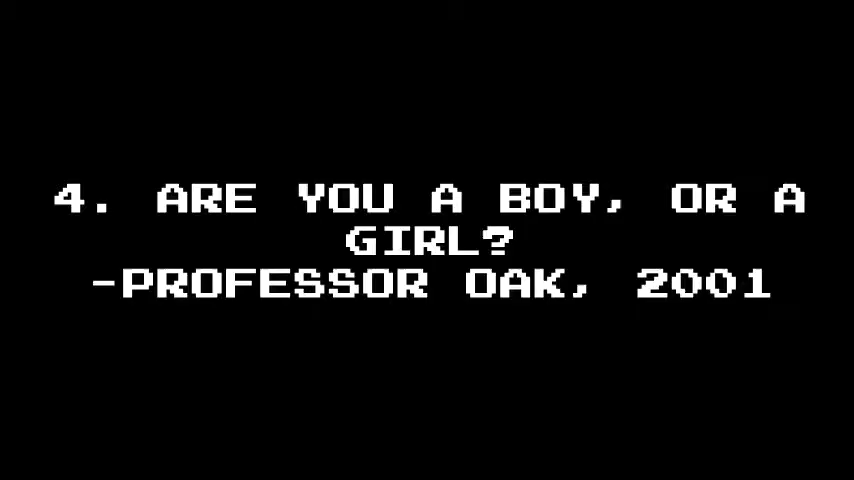 4. ARE YOU A BOY, OR A
GIRL?
-PROFESSOR OAK, 2001